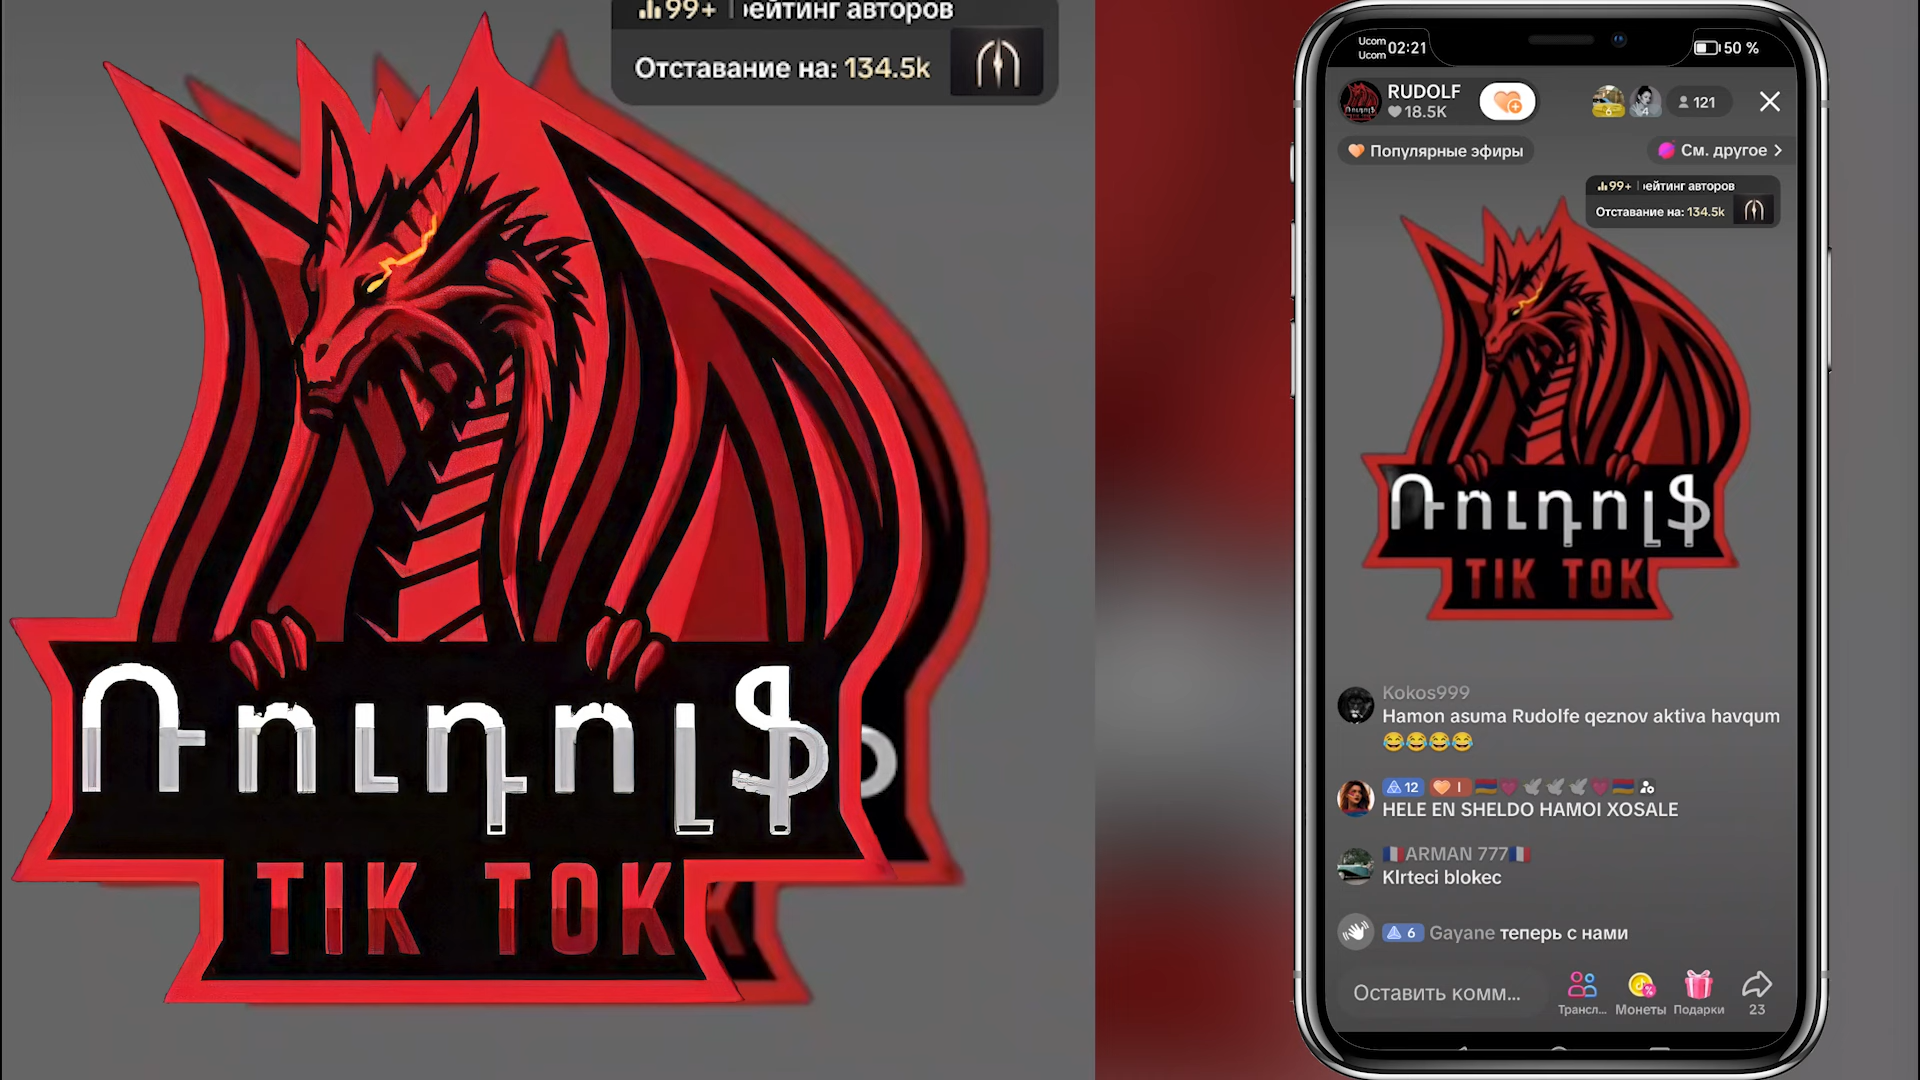 99+ | рейтинг авторов
Отставание на: 134.5k
Ռուդոլֆ
TIK TOK
Ucom
Ucom
02:21
50 %
RUDOLF
18.5K
4
121
Популярные эфиры
См. другое >
99+ | ейтинг авторов
Отставание на: 134.5k
Ռուդոլֆ
TIK TOK
Kokos999
Hamon asuma Rudolfe qeznov aktiva havqum
😂😂😂😂
12 I 🇦🇲💗🕊🕊🕊💗🇦🇲
HELE EN SHELDO HAMOI XOSALE
🇫🇷ARMAN 777🇫🇷
Klrteci blokec
6 Gayane теперь с нами
Оставить комм...
Трансл...
Монеты
Подарки
23